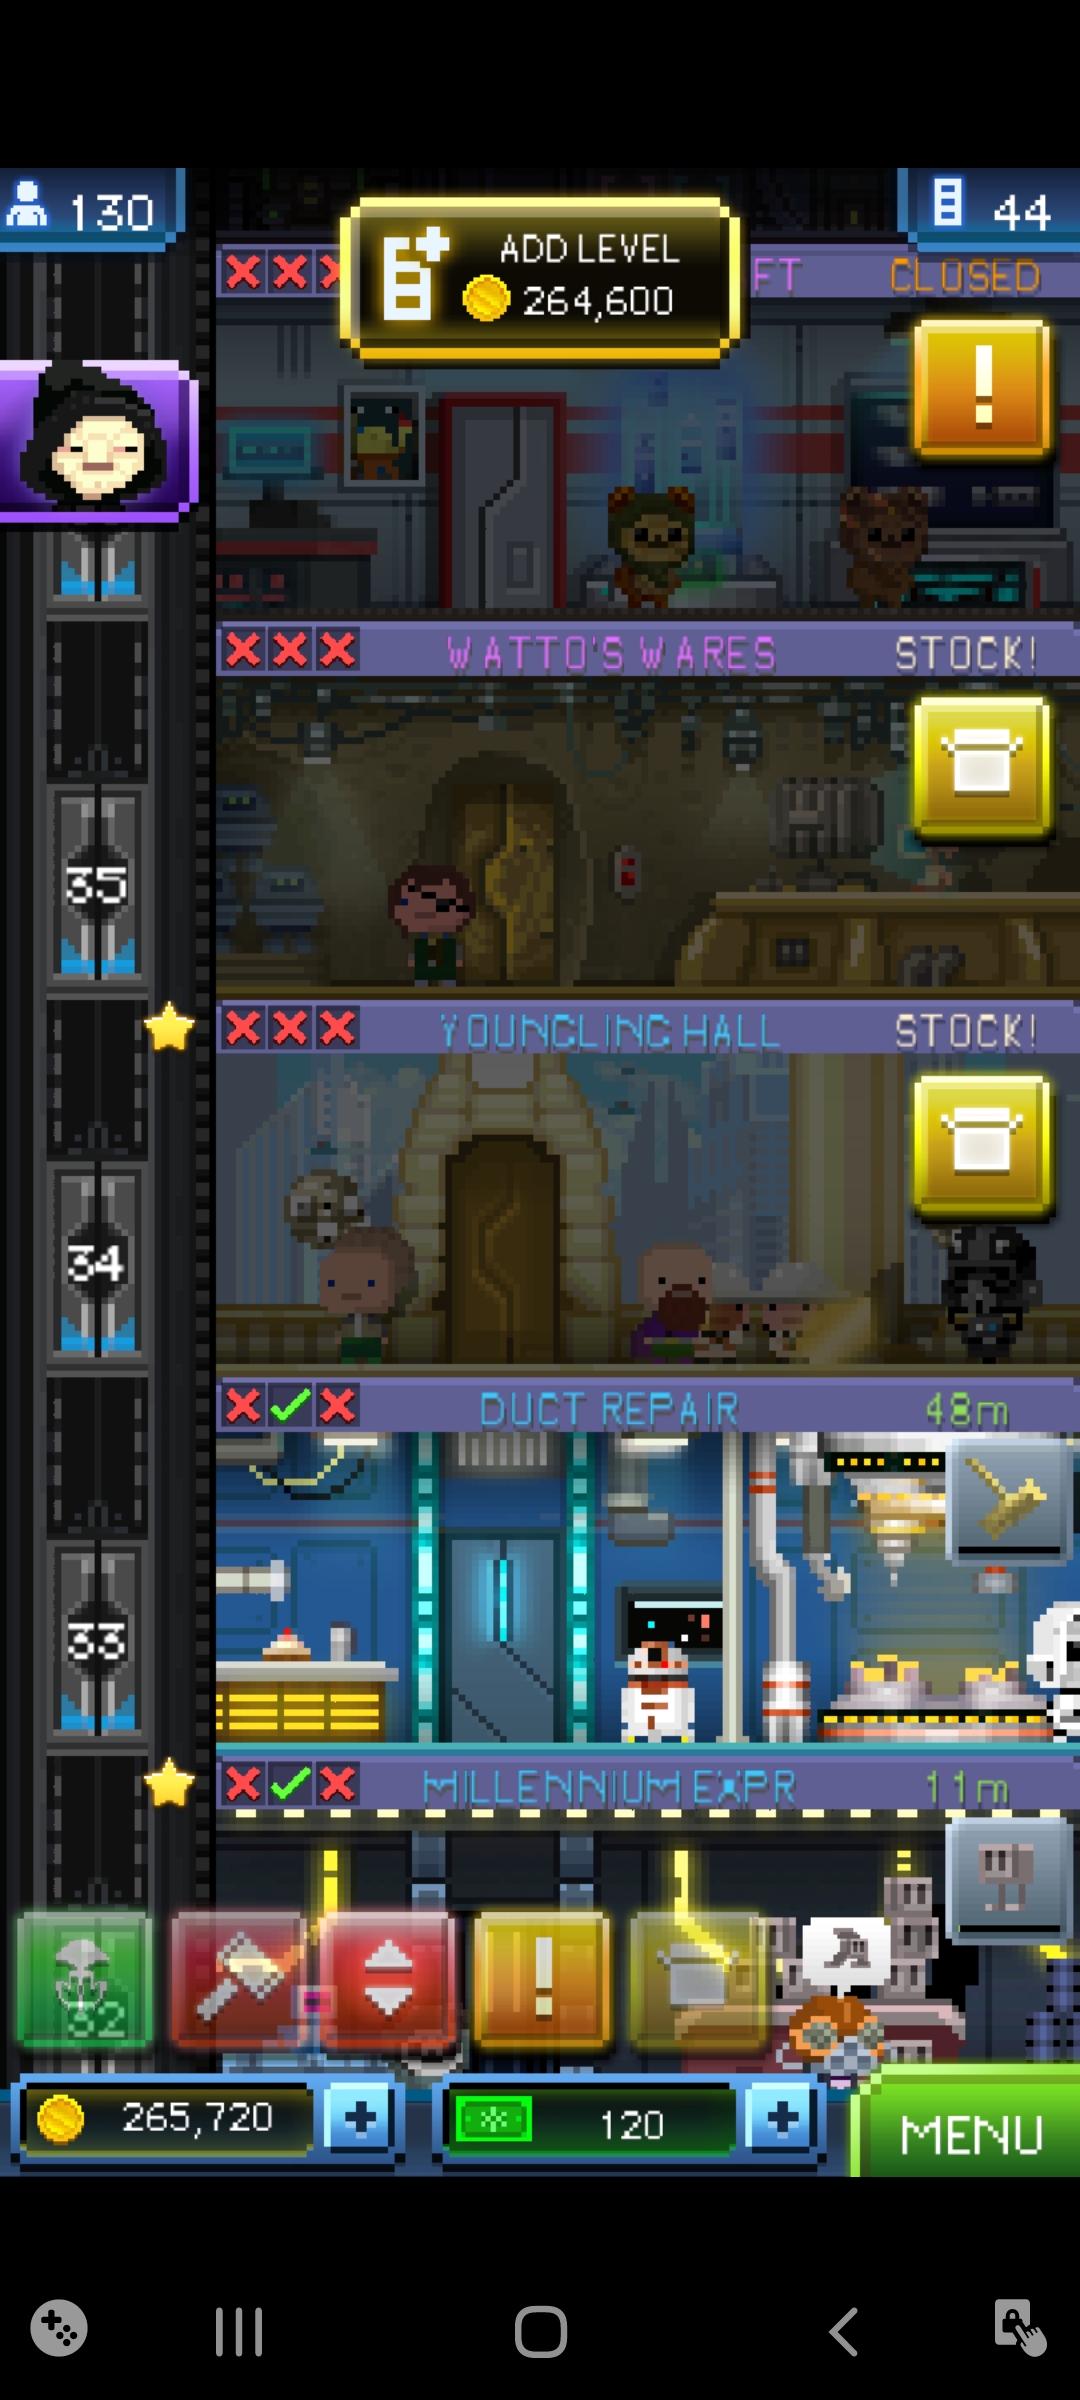 130
44
ADD LEVEL
264,600
FT CLOSED
WATTO'S WARES STOCK!
35
YOUNGLING HALL STOCK!
34
DUCT REPAIR 48m
33
MILLENNIUM EXPR 11m
32
265,720
120
MENU